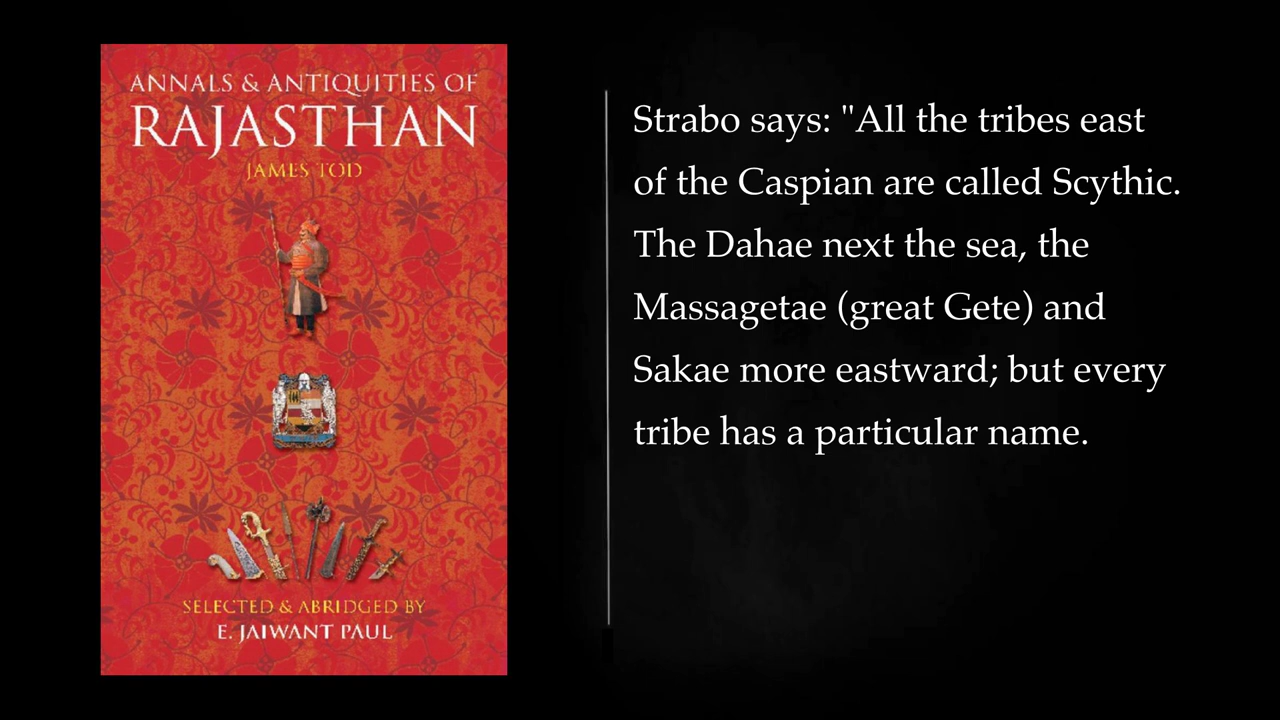 ANNALS & ANTIQUITIES OF
RAJASTHAN
JAMES TOD
SELECTED & ABRIDGED BY
E. JAIWANT PAUL
Strabo says: "All the tribes east
of the Caspian are called Scythic.
The Dahae next the sea, the
Massagetae (great Gete) and
Sakae more eastward; but every
tribe has a particular name.